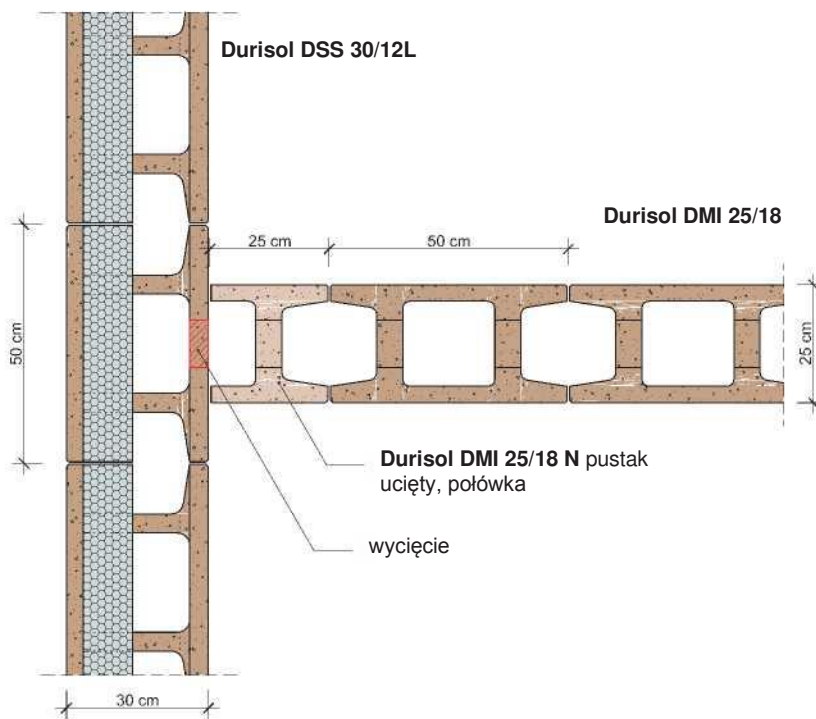 Durisol DSS 30/12L
Durisol DMI 25/18
25 cm
50 cm
50 cm
25 cm
Durisol DMI 25/18 N pustak
ucięty, połówka
wycięcie
30 cm